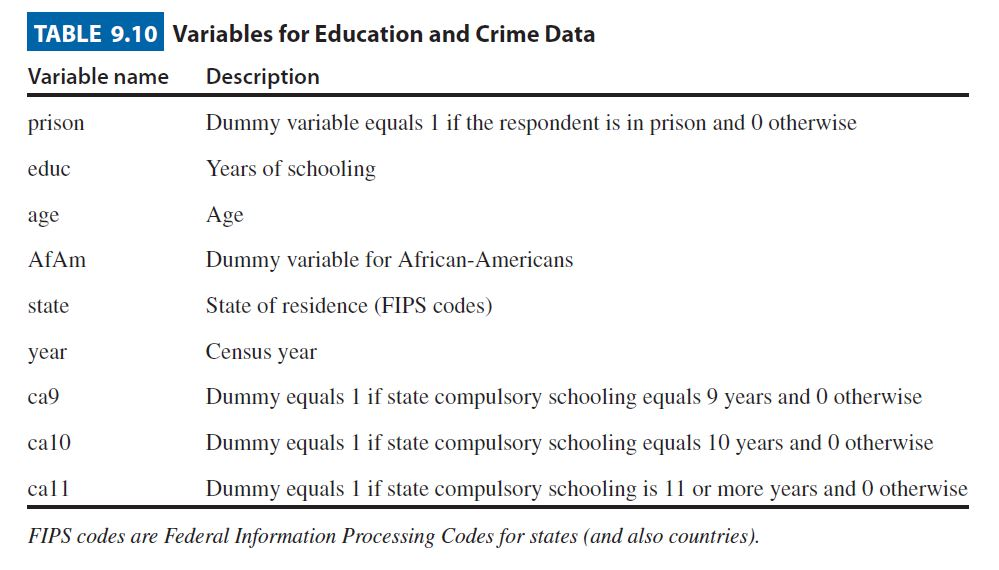 TABLE 9.10 Variables for Education and Crime Data
Variable name Description
prison Dummy variable equals 1 if the respondent is in prison and 0 otherwise
educ Years of schooling
age Age
AfAm Dummy variable for African-Americans
state State of residence (FIPS codes)
year Census year
ca9 Dummy equals 1 if state compulsory schooling equals 9 years and 0 otherwise
ca10 Dummy equals 1 if state compulsory schooling equals 10 years and 0 otherwise
ca11 Dummy equals 1 if state compulsory schooling is 11 or more years and 0 otherwise
FIPS codes are Federal Information Processing Codes for states (and also countries).